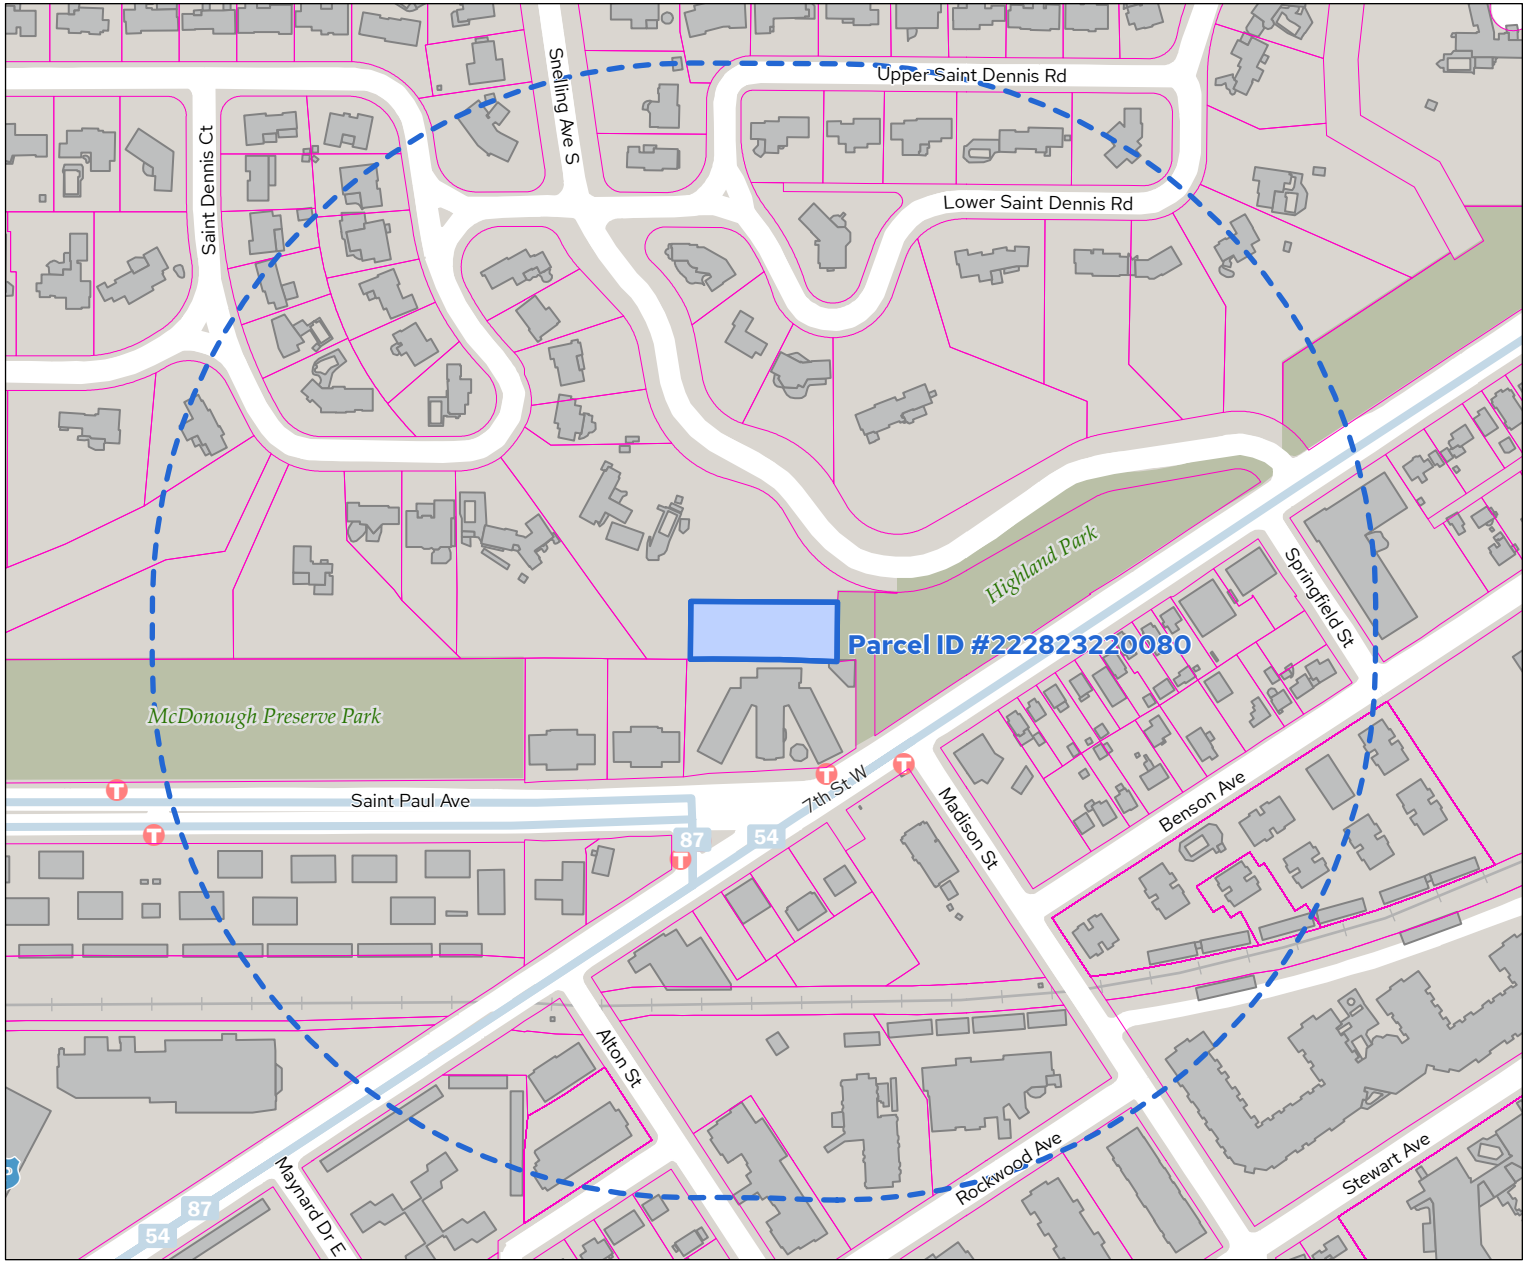 Snelling Ave S
Upper Saint Dennis Rd
Saint Dennis Ct
Lower Saint Dennis Rd
Highland Park
Springfield St
Parcel ID #222823220080
McDonough Preserve Park
T
T
T
7th St W
Saint Paul Ave
Madison St
Benson Ave
T
87
54
T
Alton St
Rockwood Ave
Stewart Ave
Maynard Dr E
87
54